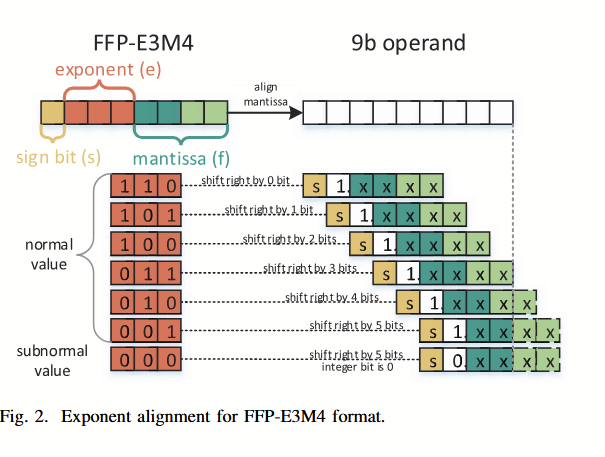 FFP-E3M4 9b operand
exponent (e)
align
mantissa
sign bit (s) mantissa (f)
1 1 0 shift right by 0 bit s 1. x x x x
1 0 1 shift right by 1 bit s 1. x x x x
1 0 0 shift right by 2 bits s 1. x x x x
normal
value
0 1 1 shift right by 3 bits s 1. x x x x
0 1 0 shift right by 4 bits s 1. x x x x
0 0 1 shift right by 5 bits s 1. x x x x
subnormal
value
0 0 0 shift right by 5 bits s 0. x x x x
integer bit is 0
Fig. 2. Exponent alignment for FFP-E3M4 format.